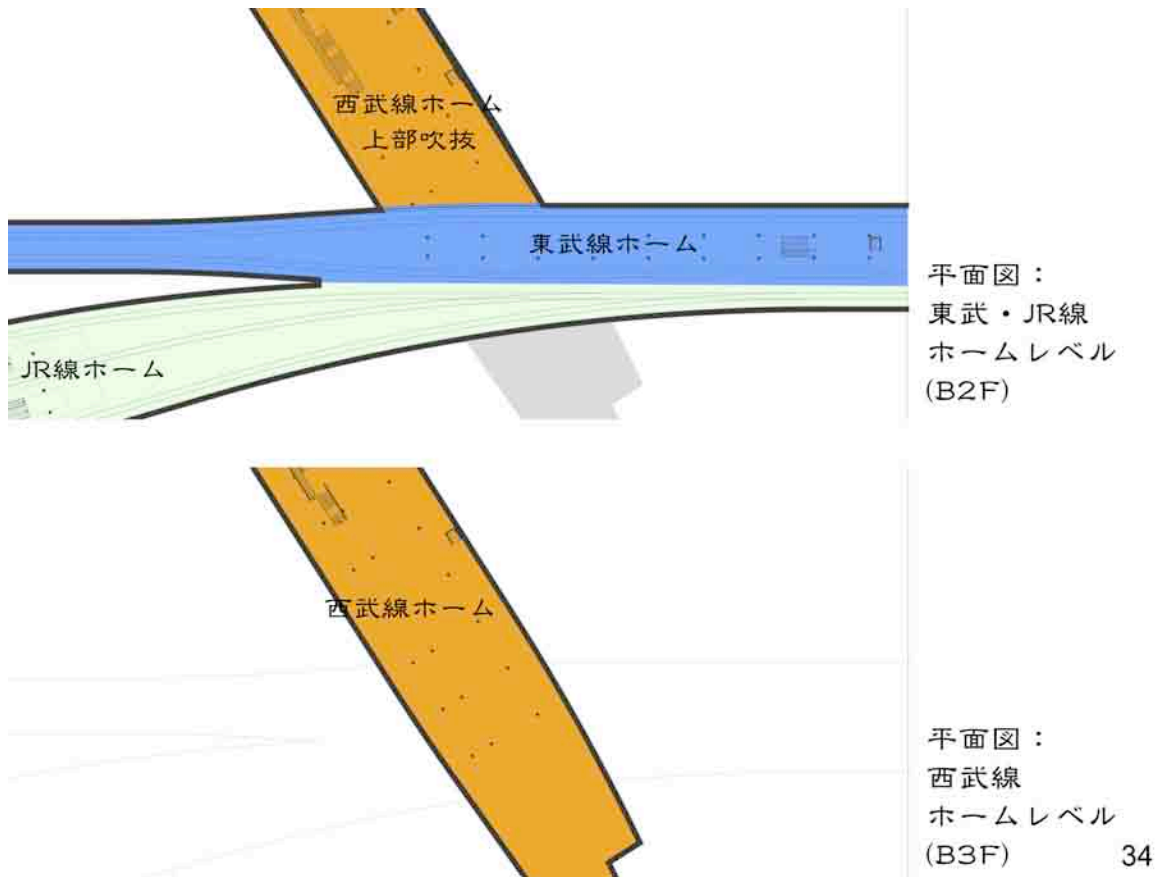 西武線ホーム
上部吹抜
東武線ホーム
JR線ホーム
平面図：
東武・JR線
ホームレベル
(B2F)
西武線ホーム
平面図：
西武線
ホームレベル
(B3F)
34